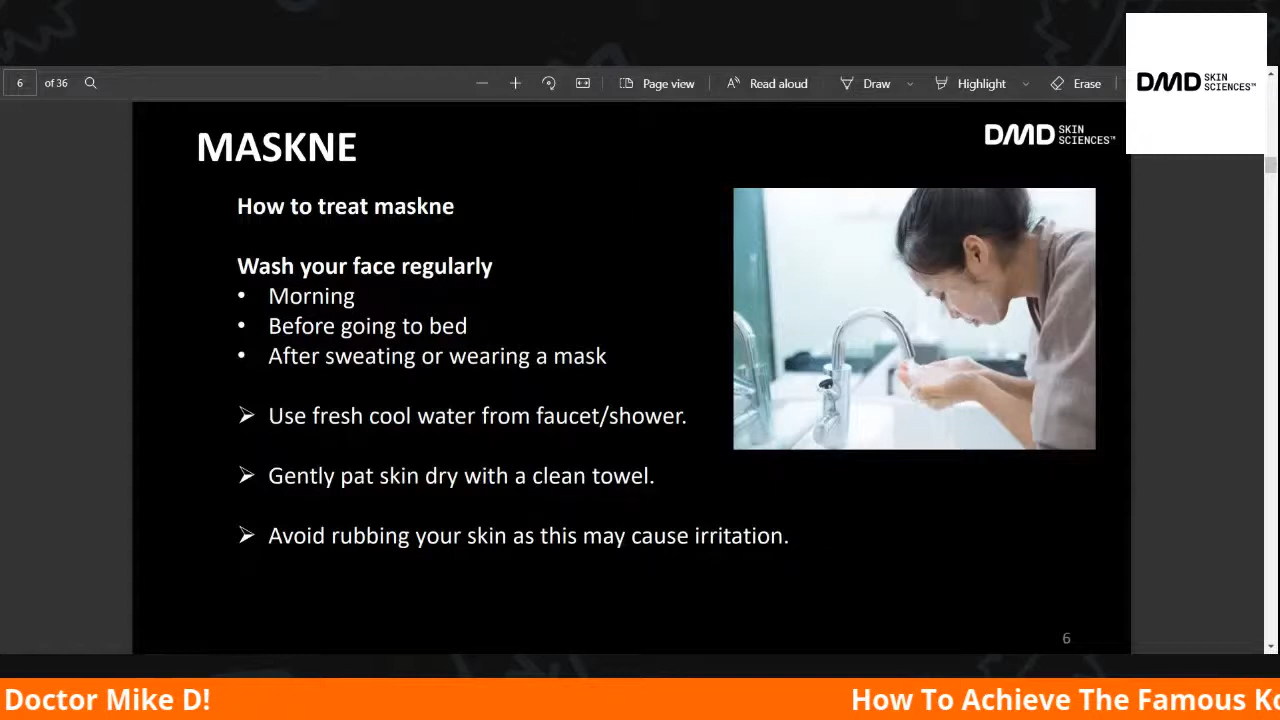 6 of 36
Page view
Read aloud
Draw
Highlight
Erase
DMD SKIN SCIENCES™
MASKNE
DMD SKIN SCIENCES™
How to treat maskne
Wash your face regularly
• Morning
• Before going to bed
• After sweating or wearing a mask
➢ Use fresh cool water from faucet/shower.
➢ Gently pat skin dry with a clean towel.
➢ Avoid rubbing your skin as this may cause irritation.
6
Doctor Mike D!
How To Achieve The Famous Ko